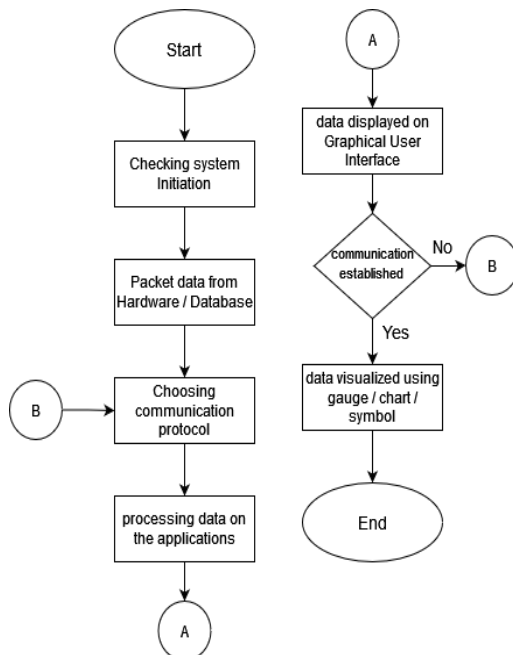 Start
Checking system
Initiation
Packet data from
Hardware / Database
B
Choosing
communication
protocol
processing data on
the applications
A
A
data displayed on
Graphical User
Interface
communication
established
No
B
Yes
data visualized using
gauge / chart /
symbol
End